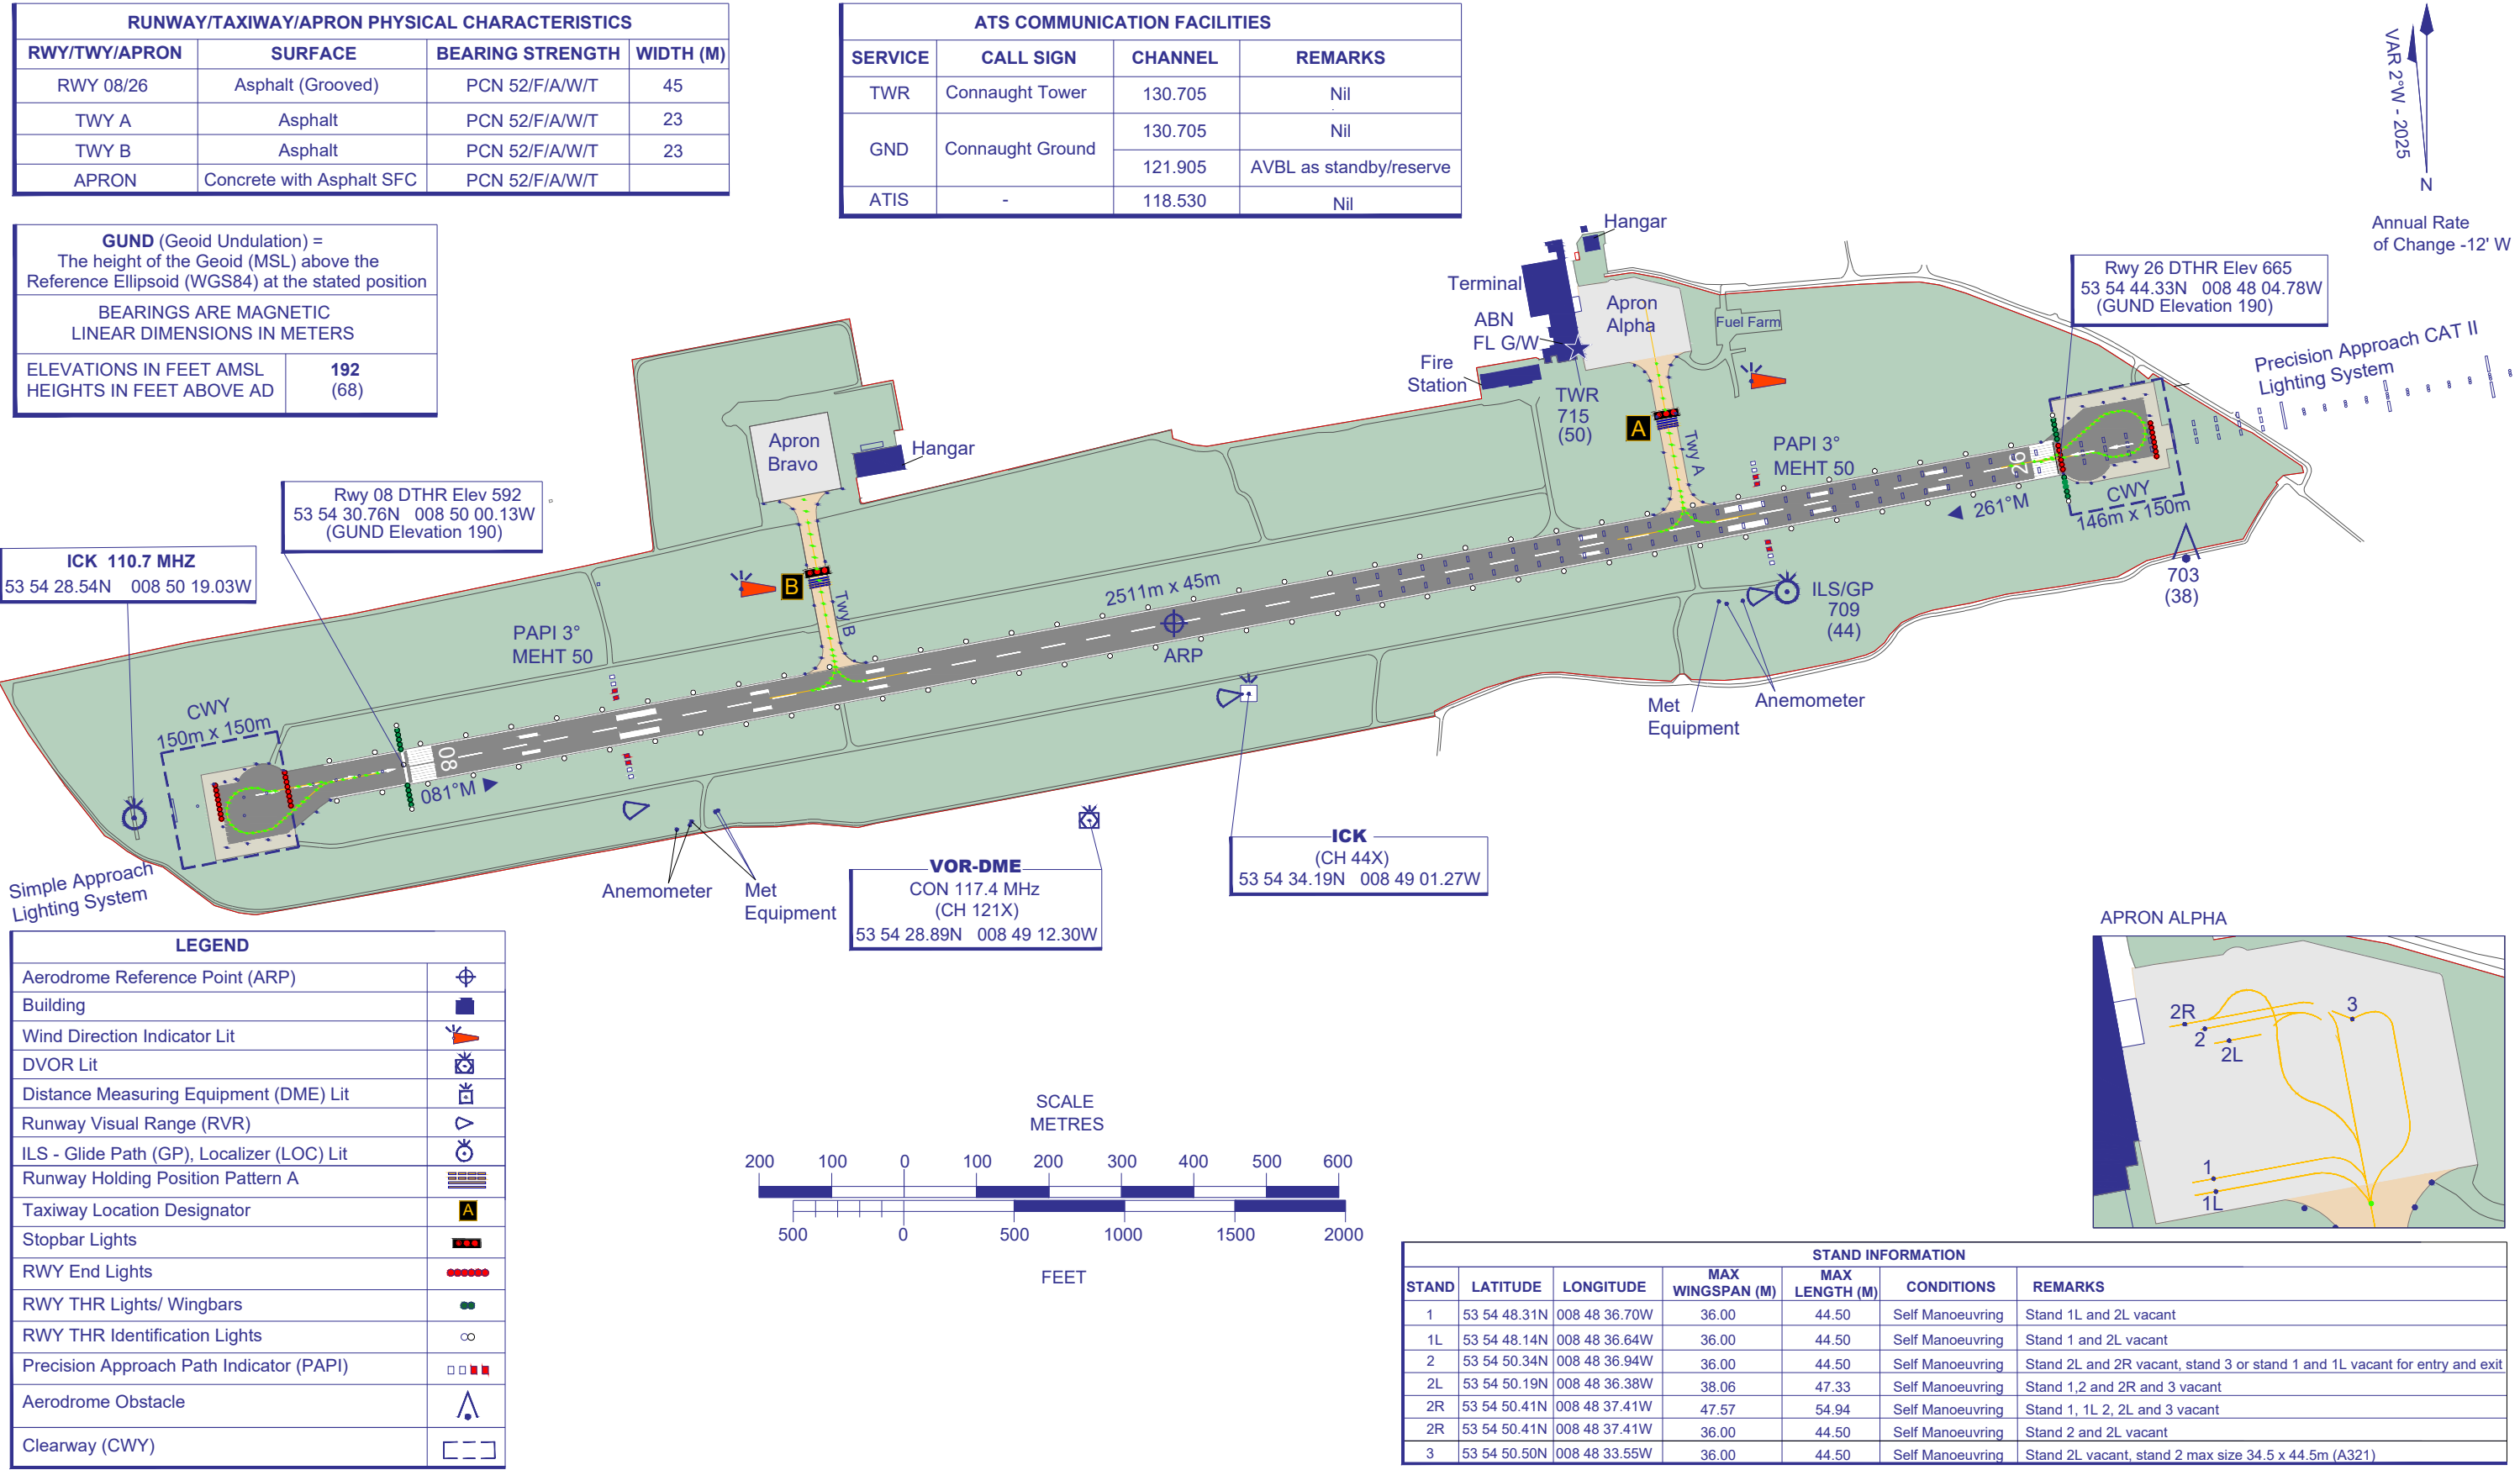 RUNWAY/TAXIWAY/APRON PHYSICAL CHARACTERISTICS
RWY/TWY/APRON SURFACE BEARING STRENGTH WIDTH (M)
RWY 08/26 Asphalt (Grooved) PCN 52/F/A/W/T 45
TWY A Asphalt PCN 52/F/A/W/T 23
TWY B Asphalt PCN 52/F/A/W/T 23
APRON Concrete with Asphalt SFC PCN 52/F/A/W/T
ATS COMMUNICATION FACILITIES
SERVICE CALL SIGN CHANNEL REMARKS
TWR Connaught Tower 130.705 Nil
GND Connaught Ground 130.705 Nil
121.905 AVBL as standby/reserve
ATIS - 118.530 Nil
VAR 2°W - 2025
N
Annual Rate
of Change -12' W
GUND (Geoid Undulation) =
The height of the Geoid (MSL) above the
Reference Ellipsoid (WGS84) at the stated position
BEARINGS ARE MAGNETIC
LINEAR DIMENSIONS IN METERS
ELEVATIONS IN FEET AMSL 192
HEIGHTS IN FEET ABOVE AD (68)
Hangar
Terminal
Apron
Alpha
ABN
FL G/W
Fuel Farm
Fire
Station
TWR
715
(50)
A
Twy A
PAPI 3°
MEHT 50
Rwy 26 DTHR Elev 665
53 54 44.33N 008 48 04.78W
(GUND Elevation 190)
Precision Approach CAT II
Lighting System
26
261°M
CWY
146m x 150m
703
(38)
Apron
Bravo
Hangar
Rwy 08 DTHR Elev 592
53 54 30.76N 008 50 00.13W
(GUND Elevation 190)
ICK 110.7 MHZ
53 54 28.54N 008 50 19.03W
B
Twy B
PAPI 3°
MEHT 50
2511m x 45m
ARP
ILS/GP
709
(44)
Met
Equipment
Anemometer
CWY
150m x 150m
08
081°M
Simple Approach
Lighting System
Anemometer
Met
Equipment
VOR-DME
CON 117.4 MHz
(CH 121X)
53 54 28.89N 008 49 12.30W
ICK
(CH 44X)
53 54 34.19N 008 49 01.27W
LEGEND
Aerodrome Reference Point (ARP)
Building
Wind Direction Indicator Lit
DVOR Lit
Distance Measuring Equipment (DME) Lit
Runway Visual Range (RVR)
ILS - Glide Path (GP), Localizer (LOC) Lit
Runway Holding Position Pattern A
Taxiway Location Designator A
Stopbar Lights
RWY End Lights
RWY THR Lights/ Wingbars
RWY THR Identification Lights
Precision Approach Path Indicator (PAPI)
Aerodrome Obstacle
Clearway (CWY)
SCALE
METRES
200 100 0 100 200 300 400 500 600
500 0 500 1000 1500 2000
FEET
APRON ALPHA
2R
2
2L
3
1
1L
STAND INFORMATION
STAND LATITUDE LONGITUDE MAX WINGSPAN (M) MAX LENGTH (M) CONDITIONS REMARKS
1 53 54 48.31N 008 48 36.70W 36.00 44.50 Self Manoeuvring Stand 1L and 2L vacant
1L 53 54 48.14N 008 48 36.64W 36.00 44.50 Self Manoeuvring Stand 1 and 2L vacant
2 53 54 50.34N 008 48 36.94W 36.00 44.50 Self Manoeuvring Stand 2L and 2R vacant, stand 3 or stand 1 and 1L vacant for entry and exit
2L 53 54 50.19N 008 48 36.38W 38.06 47.33 Self Manoeuvring Stand 1,2 and 2R and 3 vacant
2R 53 54 50.41N 008 48 37.41W 47.57 54.94 Self Manoeuvring Stand 1, 1L 2, 2L and 3 vacant
2R 53 54 50.41N 008 48 37.41W 36.00 44.50 Self Manoeuvring Stand 2 and 2L vacant
3 53 54 50.50N 008 48 33.55W 36.00 44.50 Self Manoeuvring Stand 2L vacant, stand 2 max size 34.5 x 44.5m (A321)